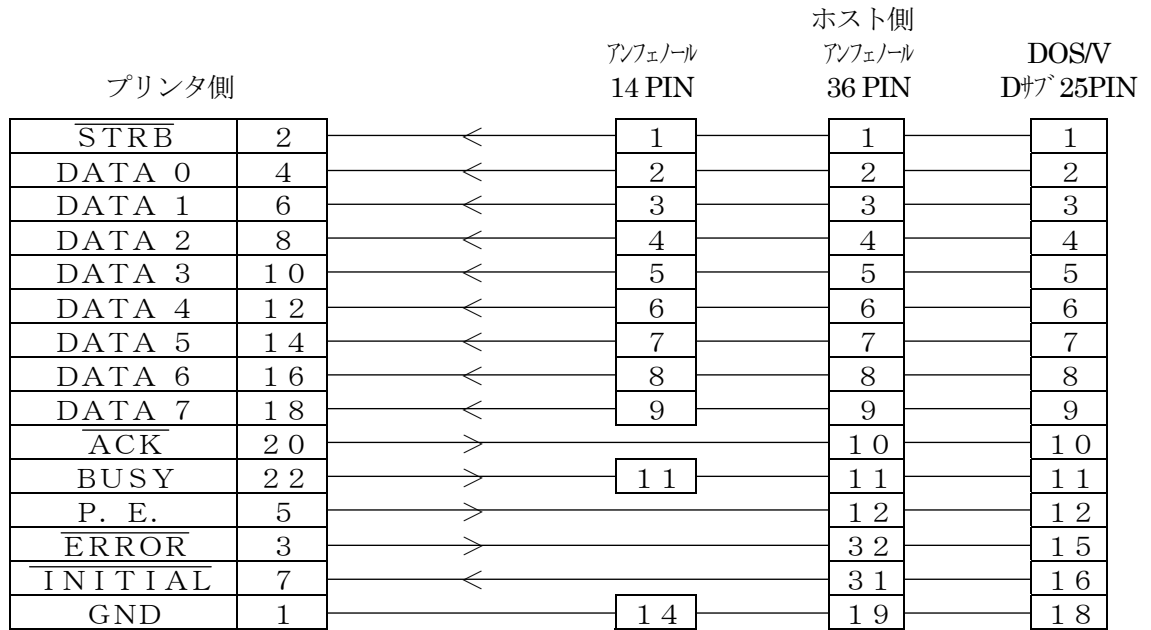 ホスト側
ｱﾝﾌｪﾉｰﾙ ｱﾝﾌｪﾉｰﾙ DOS/V
プリンタ側 14 PIN 36 PIN Dｻﾌﾞ 25PIN
ＳＴＲＢ ２ １ １ １
ＤＡＴＡ ０ ４ ２ ２ ２
ＤＡＴＡ １ ６ ３ ３ ３
ＤＡＴＡ ２ ８ ４ ４ ４
ＤＡＴＡ ３ １０ ５ ５ ５
ＤＡＴＡ ４ １２ ６ ６ ６
ＤＡＴＡ ５ １４ ７ ７ ７
ＤＡＴＡ ６ １６ ８ ８ ８
ＤＡＴＡ ７ １８ ９ ９ ９
ＡＣＫ ２０ １０ １０
ＢＵＳＹ ２２ １１ １１ １１
Ｐ．Ｅ． ５ １２ １２
ＥＲＲＯＲ ３ ３２ １５
ＩＮＩＴＩＡＬ ７ ３１ １６
ＧＮＤ １ １４ １９ １８